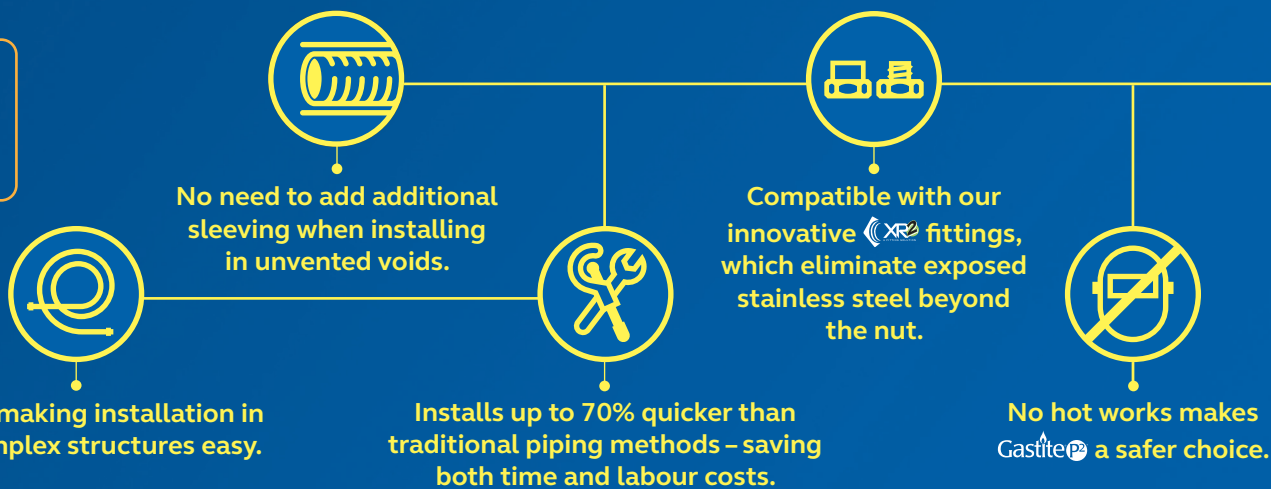 No need to add additional
sleeving when installing
in unvented voids.
Compatible with our
innovative XR2 fittings,
which eliminate exposed
stainless steel beyond
the nut.
making installation in
structures easy.
Installs up to 70% quicker than
traditional piping methods – saving
both time and labour costs.
No hot works makes
Gastite P2 a safer choice.